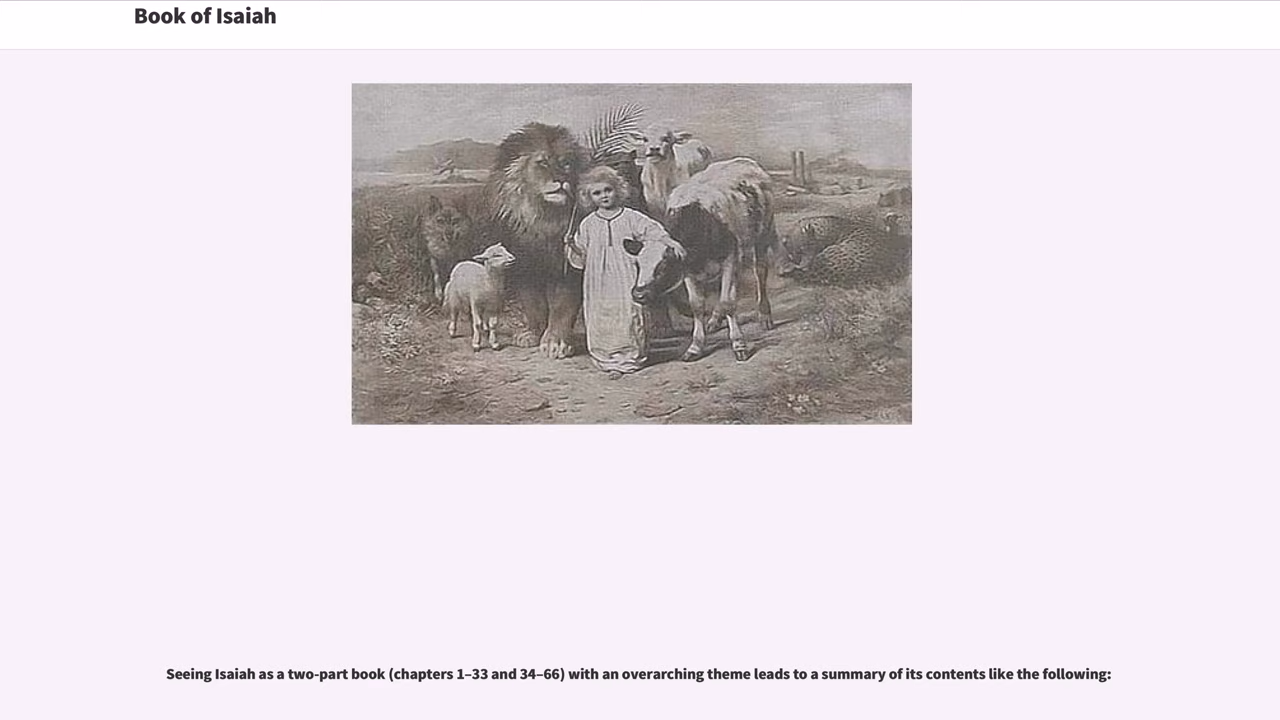 Book of Isaiah
Seeing Isaiah as a two-part book (chapters 1–33 and 34–66) with an overarching theme leads to a summary of its contents like the following: